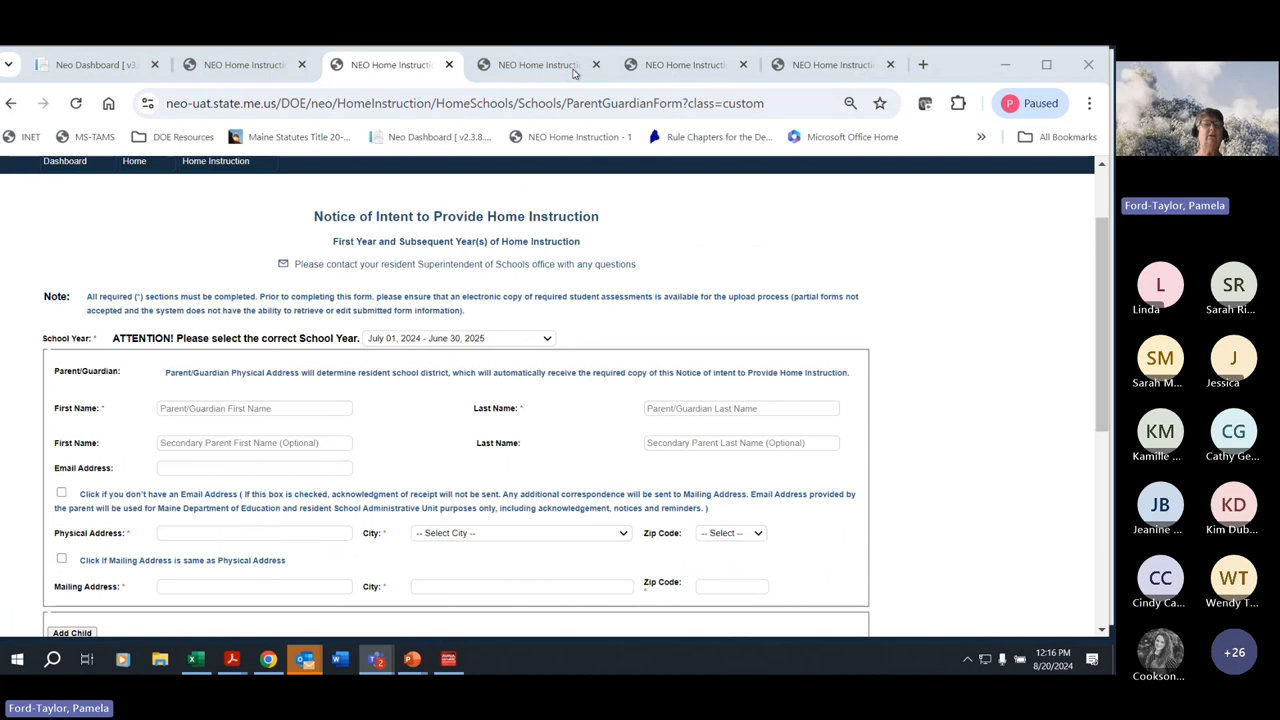 Neo Dashboard [ v3.
NEO Home Instructi
NEO Home Instructi
NEO Home Instructi
NEO Home Instructi
NEO Home Instructi
neo-uat.state.me.us/DOE/neo/HomeInstruction/HomeSchools/Schools/ParentGuardianForm?class=custom
P Paused
INET
MS-TAMS
DOE Resources
Maine Statutes Title 20-...
Neo Dashboard [ v2.3.8....
NEO Home Instruction - 1
Rule Chapters for the De...
Microsoft Office Home
»
All Bookmarks
Dashboard Home Home Instruction
Notice of Intent to Provide Home Instruction
First Year and Subsequent Year(s) of Home Instruction
Please contact your resident Superintendent of Schools office with any questions
Note: All required (*) sections must be completed. Prior to completing this form. please ensure that an electronic copy of required student assessments is available for the upload process (partial forms not
accepted and the system does not have the ability to retrieve or edit submitted form information).
School Year: * ATTENTION! Please select the correct School Year. July 01, 2024 - June 30, 2025
Parent/Guardian: Parent/Guardian Physical Address will determine resident school district, which will automatically receive the required copy of this Notice of intent to Provide Home Instruction.
First Name: * Parent/Guardian First Name Last Name: * Parent/Guardian Last Name
First Name: Secondary Parent First Name (Optional) Last Name: Secondary Parent Last Name (Optional)
Email Address:
Click if you don't have an Email Address ( If this box is checked, acknowledgment of receipt will not be sent. Any additional correspondence will be sent to Mailing Address. Email Address provided by
the parent will be used for Maine Department of Education and resident School Administrative Unit purposes only, including acknowledgement, notices and reminders. )
Physical Address: * City: * -- Select City -- Zip Code: -- Select --
Click If Mailing Address is same as Physical Address
Mailing Address: * City: * Zip Code: *
Add Child
12:16 PM
8/20/2024
Ford-Taylor, Pamela
Ford-Taylor, Pamela
L SR
Linda Sarah Ri...
SM J
Sarah M... Jessica
KM CG
Kamille ... Cathy Ge...
JB KD
Jeanine ... Kim Dub...
CC WT
Cindy Ca... Wendy T...
+26
Cookson...